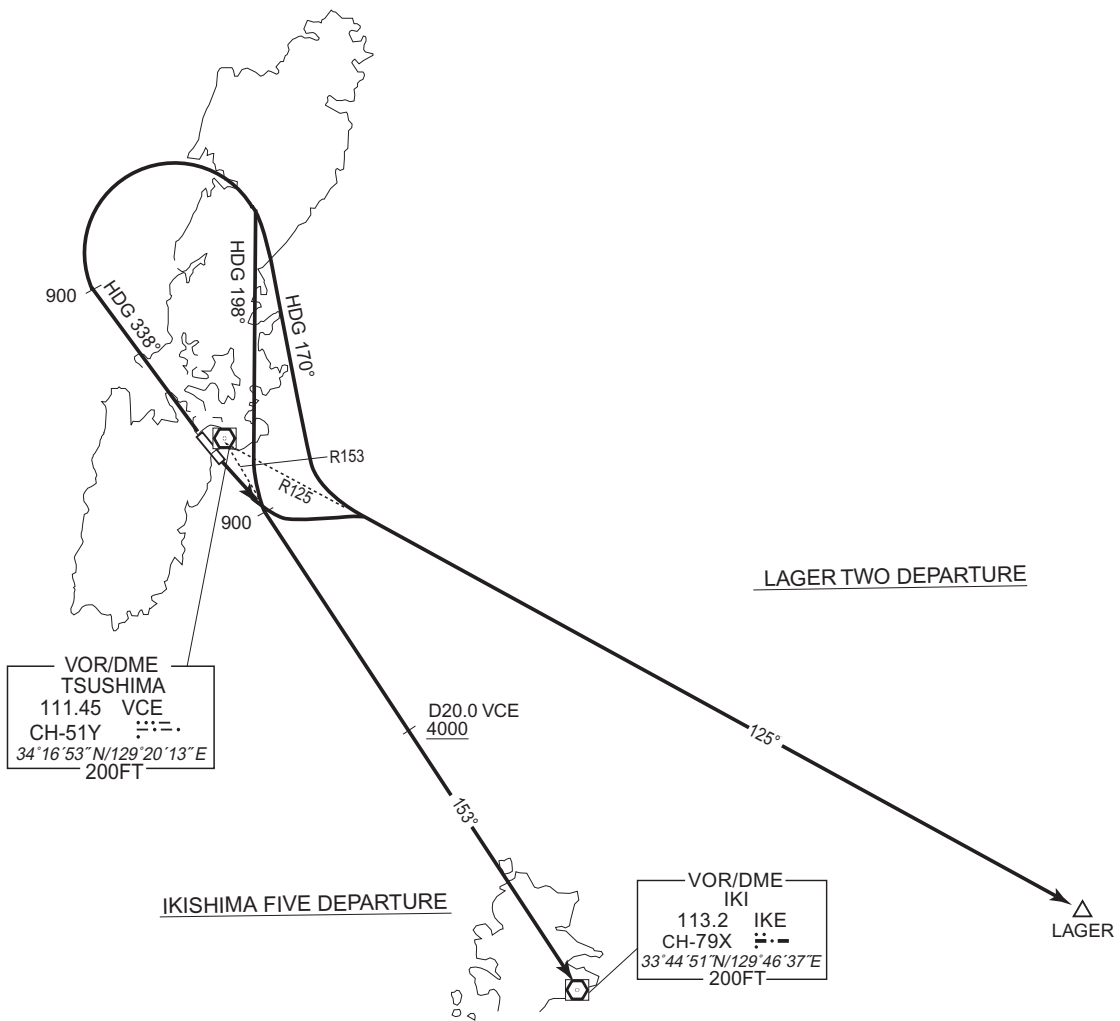 900
HDG 338°
HDG 198°
HDG 170°
R153
R125
900
LAGER TWO DEPARTURE
VOR/DME
TSUSHIMA
111.45 VCE
CH-51Y
34°16´53˝N/129°20´13˝E
200FT
D20.0 VCE
4000
125°
153°
IKISHIMA FIVE DEPARTURE
VOR/DME
IKI
113.2 IKE
CH-79X
33°44´51˝N/129°46´37˝E
200FT
LAGER